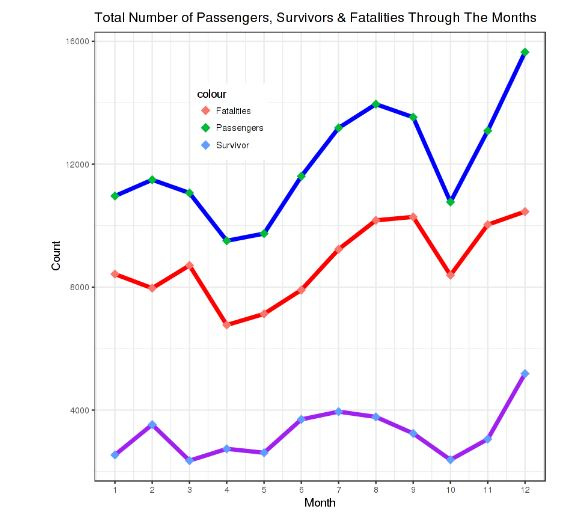 Total Number of Passengers, Survivors & Fatalities Through The Months
16000
12000
8000
4000
Count
colour
Fatalities
Passengers
Survivor
1 2 3 4 5 6 7 8 9 10 11 12
Month